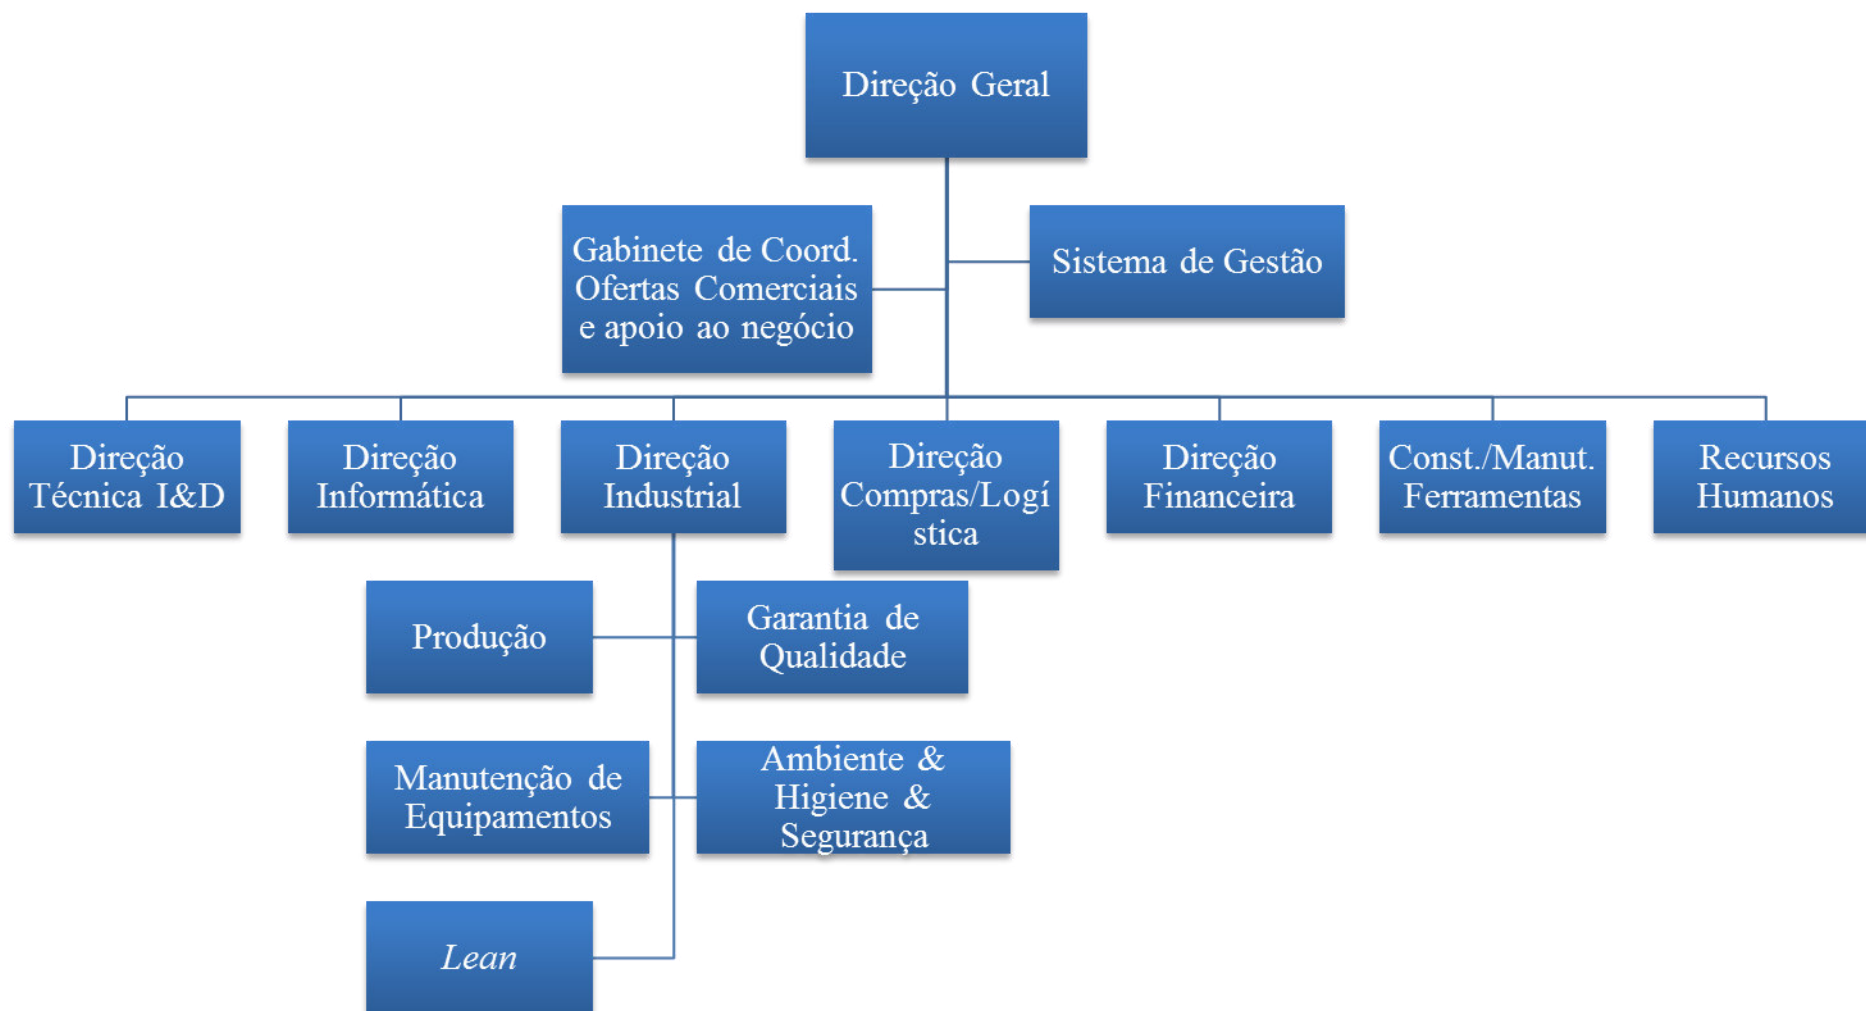 Direção Geral
Gabinete de Coord.
Ofertas Comerciais
e apoio ao negócio
Sistema de Gestão
Direção
Técnica I&D
Direção
Informática
Direção
Industrial
Direção
Compras/Logí
stica
Direção
Financeira
Const./Manut.
Ferramentas
Recursos
Humanos
Produção
Garantia de
Qualidade
Manutenção de
Equipamentos
Ambiente &
Higiene &
Segurança
Lean